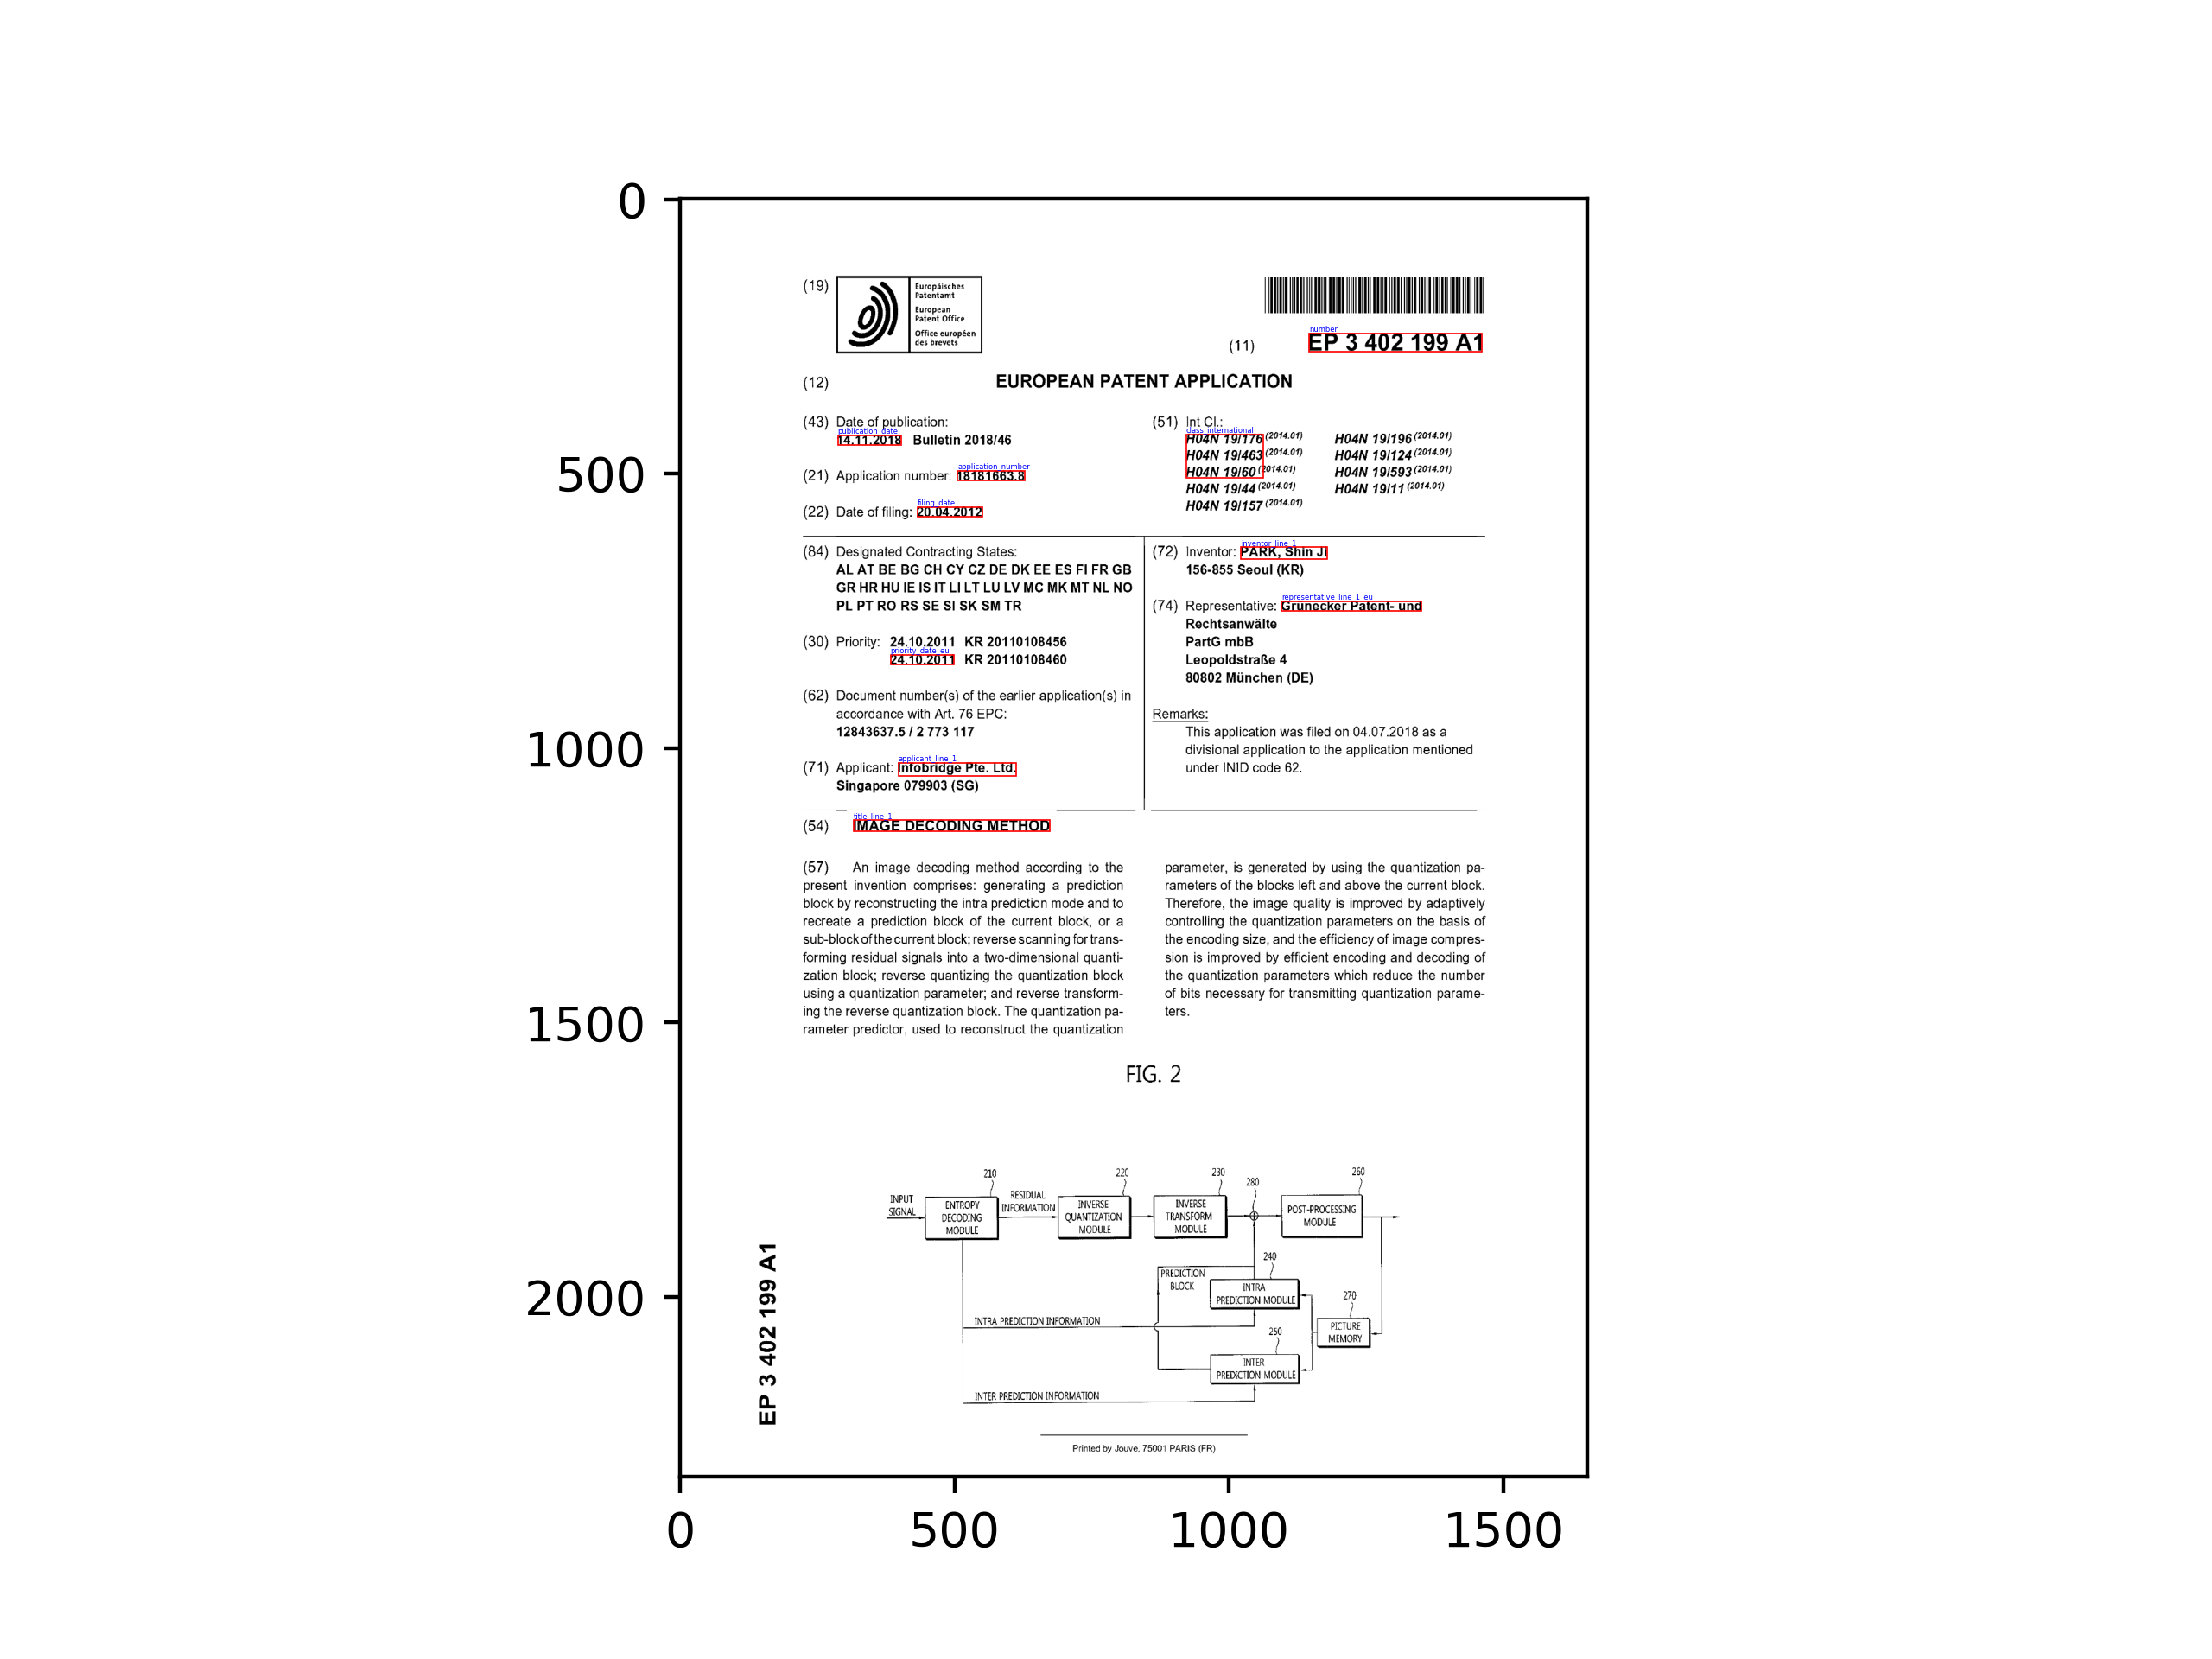 0
500
1000
1500
2000
0
500
1000
1500
(19)
Europäisches
Patentamt
European
Patent Office
Office européen
des brevets
number
(11)
EP 3 402 199 A1
(12)
EUROPEAN PATENT APPLICATION
(43)
Date of publication:
publication_date
14.11.2018 Bulletin 2018/46
(21)
Application number:
application_number
18181663.8
(22)
Date of filing:
filing_date
20.04.2012
(51)
Int Cl.:
class_international
H04N 19/176 (2014.01) H04N 19/196 (2014.01)
H04N 19/463 (2014.01) H04N 19/124 (2014.01)
H04N 19/60 (2014.01) H04N 19/593 (2014.01)
H04N 19/44 (2014.01) H04N 19/11 (2014.01)
H04N 19/157 (2014.01)
(84)
Designated Contracting States:
AL AT BE BG CH CY CZ DE DK EE ES FI FR GB
GR HR HU IE IS IT LI LT LU LV MC MK MT NL NO
PL PT RO RS SE SI SK SM TR
(30)
Priority: 24.10.2011 KR 20110108456
priority_date_eu
24.10.2011 KR 20110108460
(62)
Document number(s) of the earlier application(s) in
accordance with Art. 76 EPC:
12843637.5 / 2 773 117
(71)
Applicant:
applicant_line_1
Infobridge Pte. Ltd.
Singapore 079903 (SG)
(72)
Inventor:
inventor_line_1
PARK, Shin Ji
156-855 Seoul (KR)
(74)
Representative:
representative_line_1_eu
Grünecker Patent- und
Rechtsanwälte
PartG mbB
Leopoldstraße 4
80802 München (DE)
Remarks:
This application was filed on 04.07.2018 as a
divisional application to the application mentioned
under INID code 62.
title_line_1
(54)
IMAGE DECODING METHOD
(57) An image decoding method according to the
present invention comprises: generating a prediction
block by reconstructing the intra prediction mode and to
recreate a prediction block of the current block, or a
sub-block of the current block; reverse scanning for trans-
forming residual signals into a two-dimensional quanti-
zation block; reverse quantizing the quantization block
using a quantization parameter; and reverse transform-
ing the reverse quantization block. The quantization pa-
rameter predictor, used to reconstruct the quantization
parameter, is generated by using the quantization pa-
rameters of the blocks left and above the current block.
Therefore, the image quality is improved by adaptively
controlling the quantization parameters on the basis of
the encoding size, and the efficiency of image compres-
sion is improved by efficient encoding and decoding of
the quantization parameters which reduce the number
of bits necessary for transmitting quantization parame-
ters.
FIG. 2
210
220
230
280
260
INPUT
SIGNAL
ENTROPY
DECODING
MODULE
RESIDUAL
INFORMATION
INVERSE
QUANTIZATION
MODULE
INVERSE
TRANSFORM
MODULE
POST-PROCESSING
MODULE
240
PREDICTION
BLOCK
INTRA
PREDICTION MODULE
270
PICTURE
MEMORY
INTRA PREDICTION INFORMATION
250
INTER
PREDICTION MODULE
INTER PREDICTION INFORMATION
EP 3 402 199 A1
Printed by Jouve, 75001 PARIS (FR)